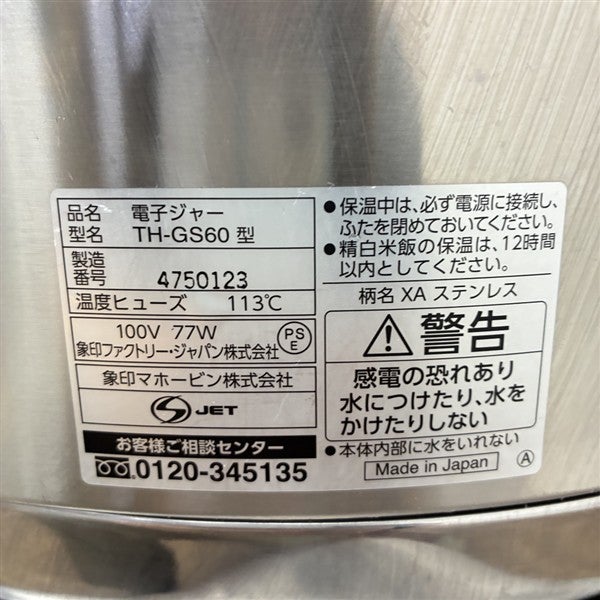 品名 電子ジャー
型名 TH-GS60 型
製造番号 4750123
温度ヒューズ 113℃
100V 77W PSE
象印ファクトリー・ジャパン株式会社
象印マホービン株式会社
S JET
お客様ご相談センター
0120-345135
●保温中は、必ず電源に接続し、
ふたを閉めておいてください。
●精白米飯の保温は、12時間
以内としてください。
柄名 XA ステンレス
警告
感電の恐れあり
水につけたり、水を
かけたりしない
●本体内部に水をいれない
Made in Japan A